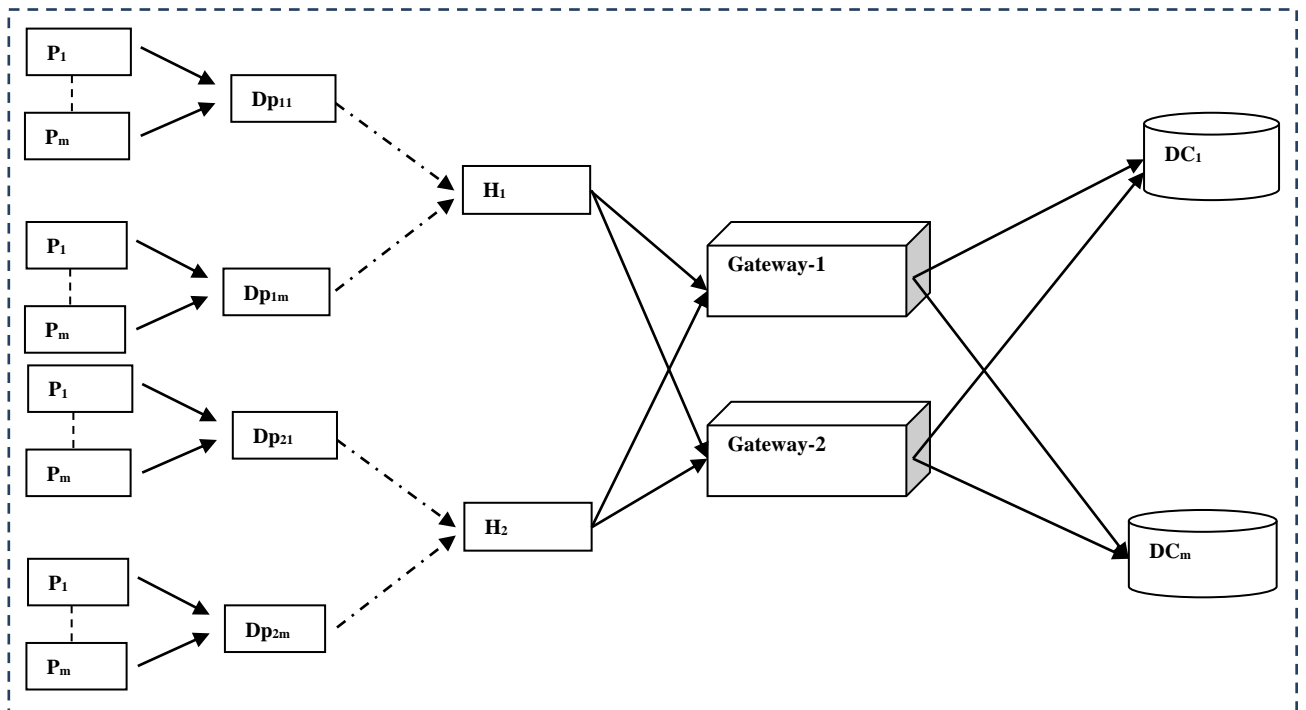 P₁
Pₘ
Dp₁₁
P₁
Pₘ
Dp₁ₘ
H₁
P₁
Pₘ
Dp₂₁
P₁
Pₘ
Dp₂ₘ
H₂
Gateway-1
Gateway-2
DC₁
DCₘ